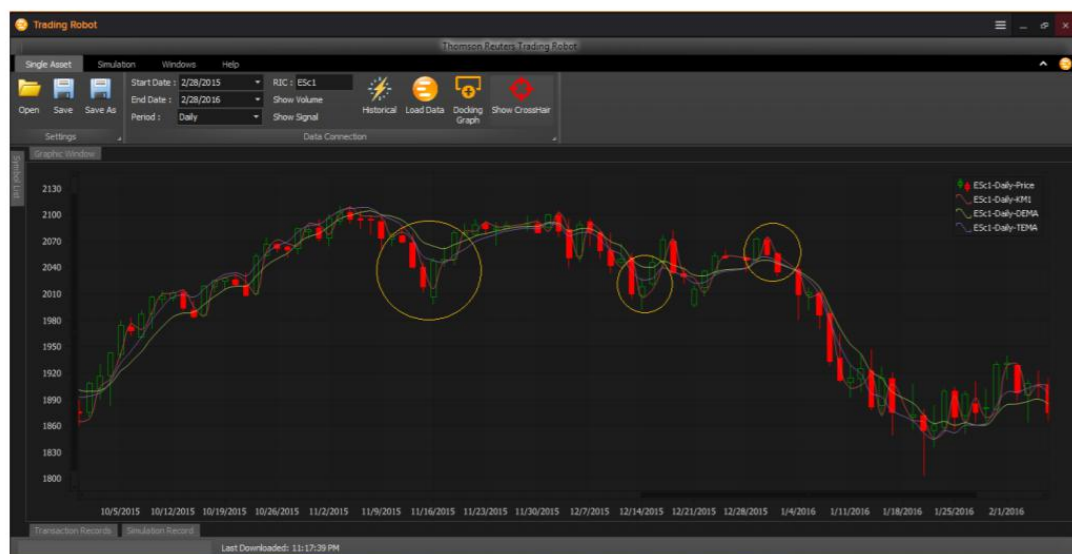 Trading Robot
Thomson Reuters Trading Robot
Single Asset Simulation Windows Help
Start Date : 2/28/2015 RIC : ESc1
End Date : 2/28/2016 Show Volume
Period : Daily Show Signal
Open Save Save As Historical Load Data Docking Graph Show CrossHair
Settings Data Connection
Symbol List
Graphic Window
ESc1-Daily-Price
ESc1-Daily-KM1
ESc1-Daily-DEMA
ESc1-Daily-TEMA
2130
2100
2070
2040
2010
1980
1950
1920
1890
1860
1830
1800
10/5/2015 10/12/2015 10/19/2015 10/26/2015 11/2/2015 11/9/2015 11/16/2015 11/23/2015 11/30/2015 12/7/2015 12/14/2015 12/21/2015 12/28/2015 1/4/2016 1/11/2016 1/18/2016 1/25/2016 2/1/2016
Transaction Records Simulation Record
Last Downloaded: 11:17:39 PM